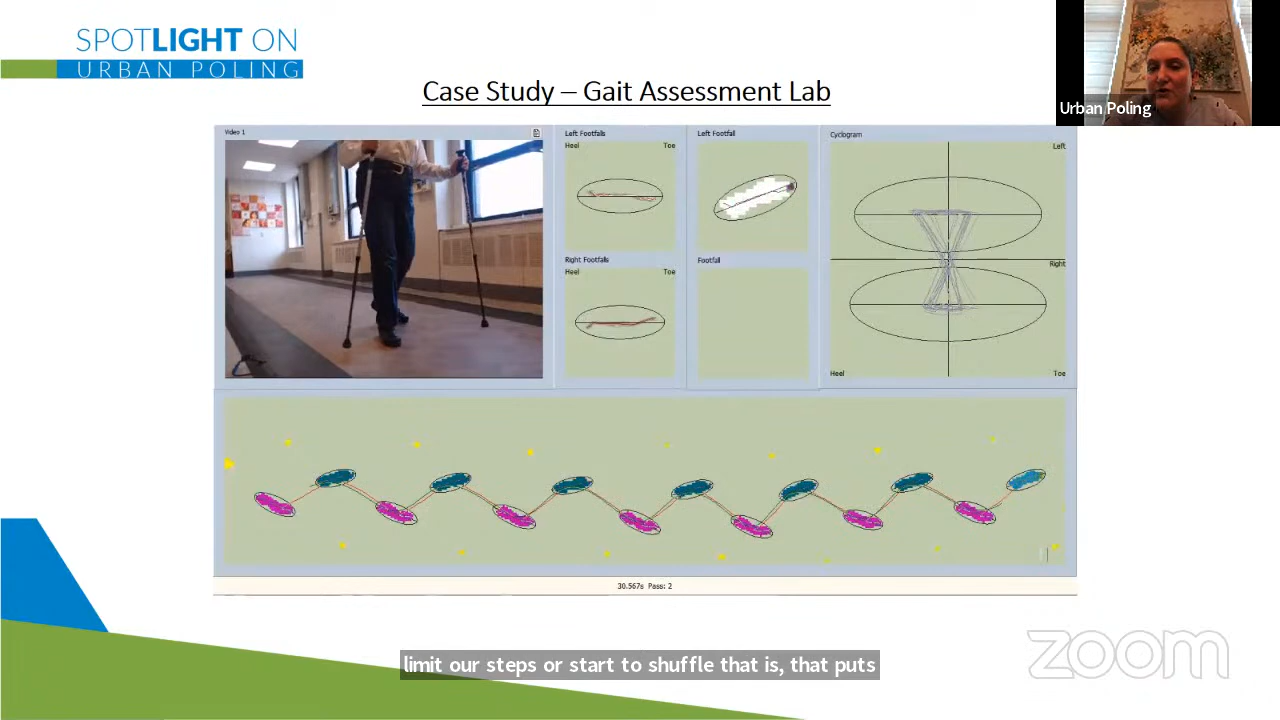 SPOTLIGHT ON
URBAN POLING
Urban Poling
Case Study – Gait Assessment Lab
Video 1
Left Footfalls
Heel Toe
Right Footfalls
Heel Toe
Left Footfall
Footfall
Cyclogram
Left
Right
Heel Toe
30.567s Pass: 2
limit our steps or start to shuffle that is, that puts
zoom